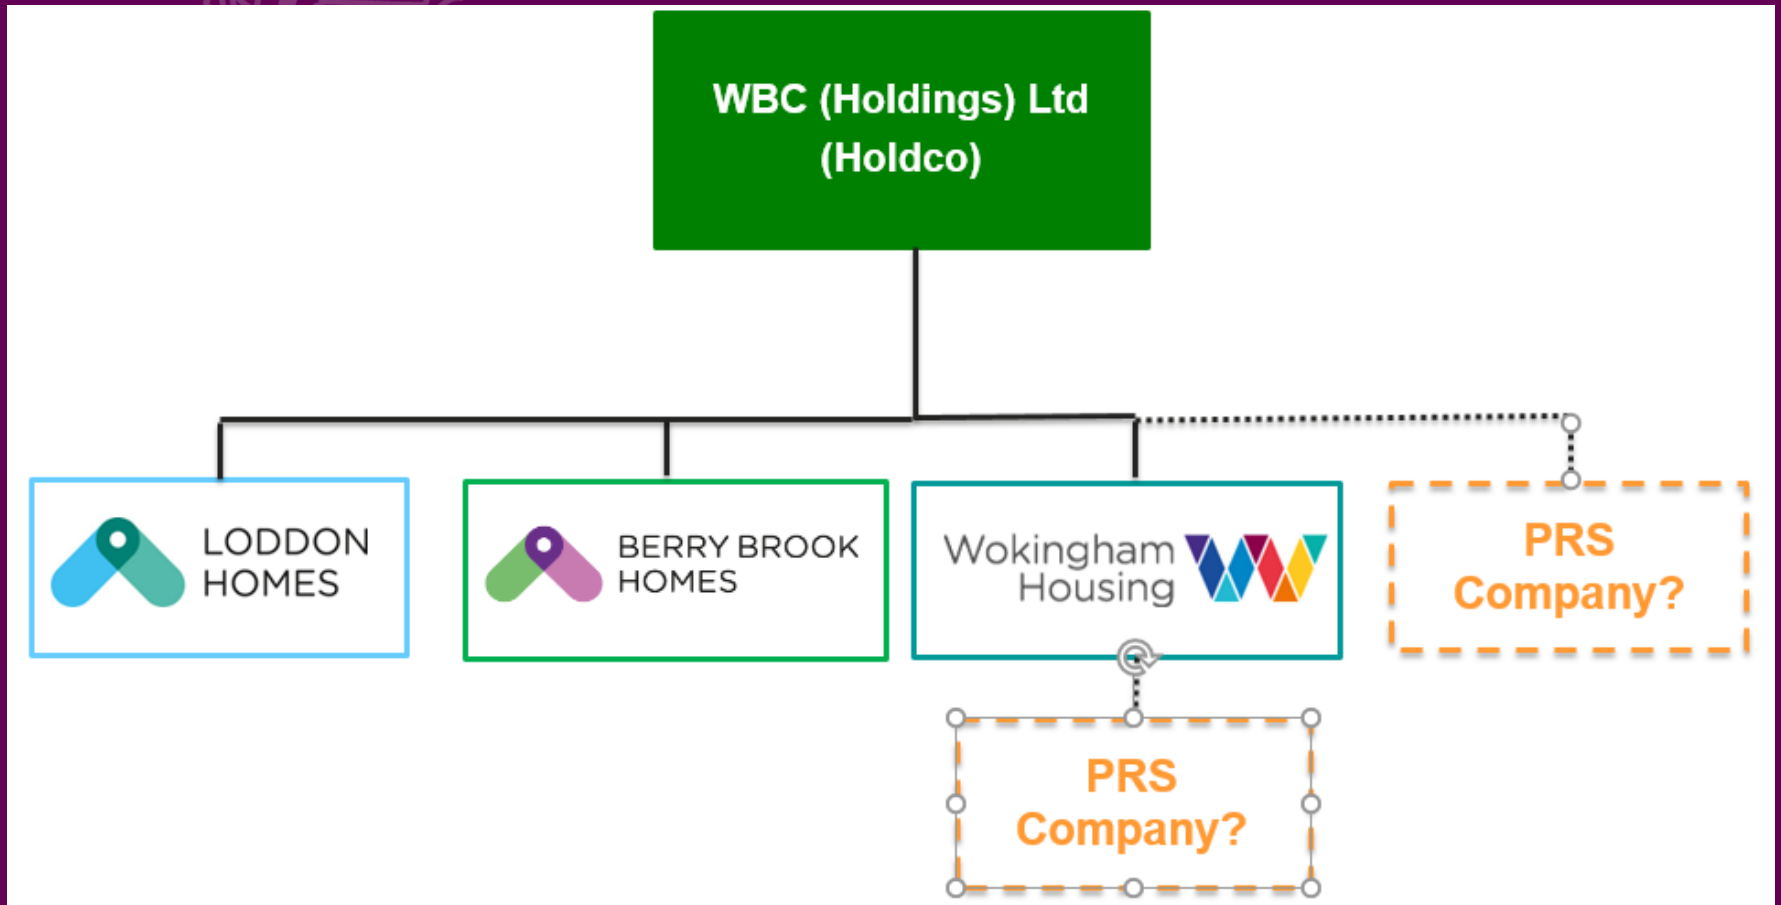 WBC (Holdings) Ltd
(Holdco)
LODDON
HOMES
BERRY BROOK
HOMES
Wokingham
Housing
PRS
Company?
PRS
Company?